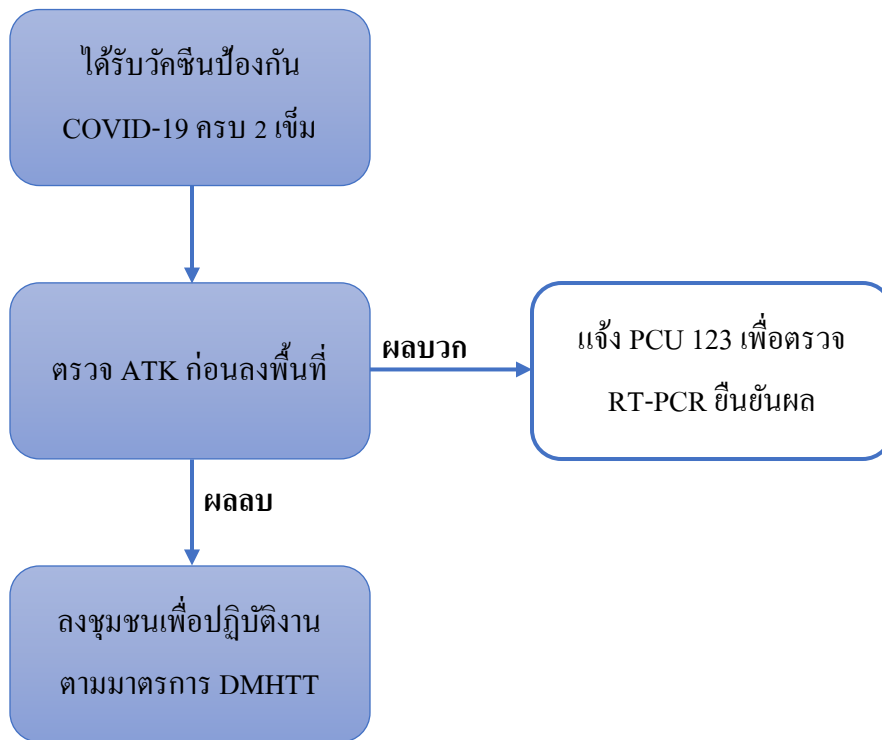 ได้รับวัคซีนป้องกัน
COVID-19 ครบ 2 เข็ม
ตรวจ ATK ก่อนลงพื้นที่
ผลบวก
แจ้ง PCU 123 เพื่อตรวจ
RT-PCR ยืนยันผล
ผลลบ
ลงชุมชนเพื่อปฏิบัติงาน
ตามมาตรการ DMHTT